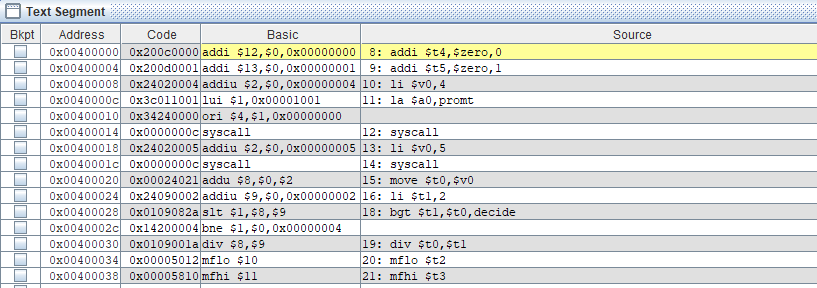 Text Segment
Bkpt Address Code Basic Source
0x00400000 0x200c0000 addi $12,$0,0x00000000 8: addi $t4,$zero,0
0x00400004 0x200d0001 addi $13,$0,0x00000001 9: addi $t5,$zero,1
0x00400008 0x24020004 addiu $2,$0,0x00000004 10: li $v0,4
0x0040000c 0x3c011001 lui $1,0x00001001 11: la $a0,promt
0x00400010 0x34240000 ori $4,$1,0x00000000
0x00400014 0x0000000c syscall 12: syscall
0x00400018 0x24020005 addiu $2,$0,0x00000005 13: li $v0,5
0x0040001c 0x0000000c syscall 14: syscall
0x00400020 0x00024021 addu $8,$0,$2 15: move $t0,$v0
0x00400024 0x24090002 addiu $9,$0,0x00000002 16: li $t1,2
0x00400028 0x0109082a slt $1,$8,$9 18: bgt $t1,$t0,decide
0x0040002c 0x14200004 bne $1,$0,0x00000004
0x00400030 0x0109001a div $8,$9 19: div $t0,$t1
0x00400034 0x00005012 mflo $10 20: mflo $t2
0x00400038 0x00005810 mfhi $11 21: mfhi $t3